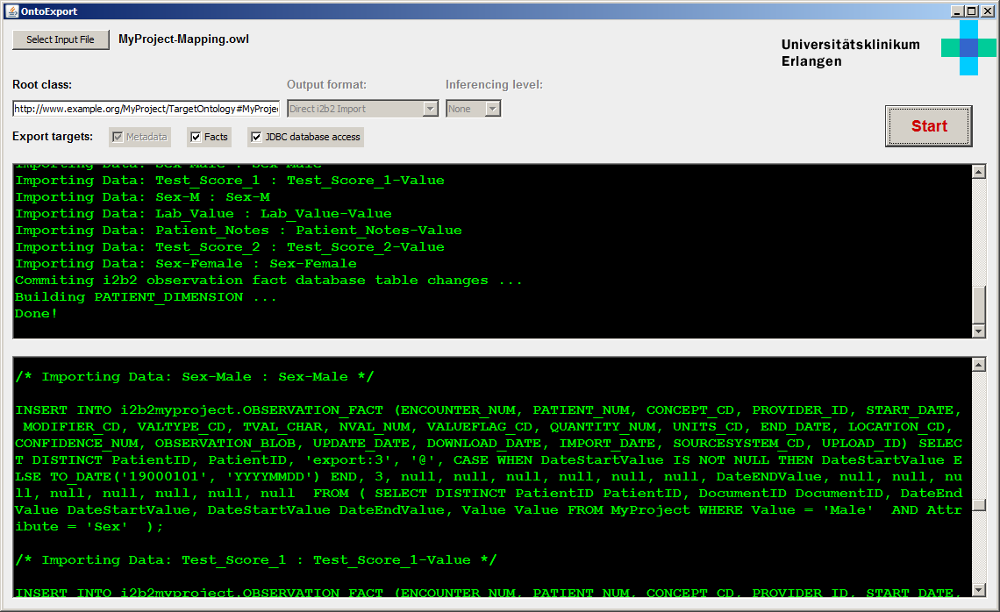 OntoExport
Select Input File
MyProject-Mapping.owl
Universitätsklinikum
Erlangen
Root class:
Output format:
Inferencing level:
http://www.example.org/MyProject/TargetOntology#MyProjec
Direct i2b2 Import
None
Export targets:
Metadata
Facts
JDBC database access
Start
Importing Data: Sex-Male : Sex-Male
Importing Data: Test_Score_1 : Test_Score_1-Value
Importing Data: Sex-M : Sex-M
Importing Data: Lab_Value : Lab_Value-Value
Importing Data: Patient_Notes : Patient_Notes-Value
Importing Data: Test_Score_2 : Test_Score_2-Value
Importing Data: Sex-Female : Sex-Female
Commiting i2b2 observation fact database table changes ...
Building PATIENT_DIMENSION ...
Done!
/* Importing Data: Sex-Male : Sex-Male */
INSERT INTO i2b2myproject.OBSERVATION_FACT (ENCOUNTER_NUM, PATIENT_NUM, CONCEPT_CD, PROVIDER_ID, START_DATE,
MODIFIER_CD, VALTYPE_CD, TVAL_CHAR, NVAL_NUM, VALUEFLAG_CD, QUANTITY_NUM, UNITS_CD, END_DATE, LOCATION_CD,
CONFIDENCE_NUM, OBSERVATION_BLOB, UPDATE_DATE, DOWNLOAD_DATE, IMPORT_DATE, SOURCESYSTEM_CD, UPLOAD_ID) SELEC
T DISTINCT PatientID, PatientID, 'export:3', '@', CASE WHEN DateStartValue IS NOT NULL THEN DateStartValue E
LSE TO_DATE('19000101', 'YYYYMMDD') END, 3, null, null, null, null, null, null, DateENDValue, null, null, nu
ll, null, null, null, null, null  FROM ( SELECT DISTINCT PatientID PatientID, DocumentID DocumentID, DateEnd
Value DateStartValue, DateStartValue DateEndValue, Value Value FROM MyProject WHERE Value = 'Male'  AND Attr
ibute = 'Sex'  );
/* Importing Data: Test_Score_1 : Test_Score_1-Value */
INSERT INTO i2b2myproject.OBSERVATION_FACT (ENCOUNTER_NUM, PATIENT_NUM, CONCEPT_CD, PROVIDER_ID, START_DATE,